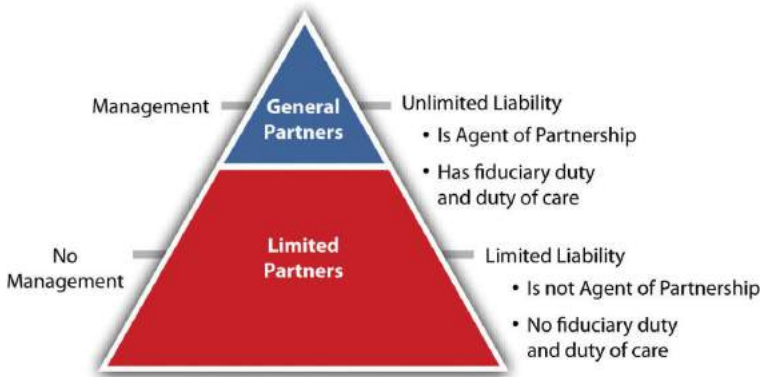 Management
General
Partners
Unlimited Liability
• Is Agent of Partnership
• Has fiduciary duty
and duty of care
No
Management
Limited
Partners
Limited Liability
• Is not Agent of Partnership
• No fiduciary duty
and duty of care